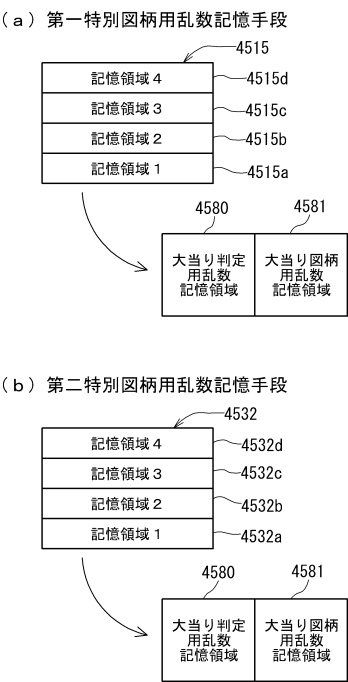 （ａ）第一特別図柄用乱数記憶手段
4515
記憶領域４
4515d
記憶領域３
4515c
記憶領域２
4515b
記憶領域１
4515a
4580
4581
大当り判定
用乱数
記憶領域
大当り図柄
用乱数
記憶領域
（ｂ）第二特別図柄用乱数記憶手段
4532
記憶領域４
4532d
記憶領域３
4532c
記憶領域２
4532b
記憶領域１
4532a
4580
4581
大当り判定
用乱数
記憶領域
大当り図柄
用乱数
記憶領域